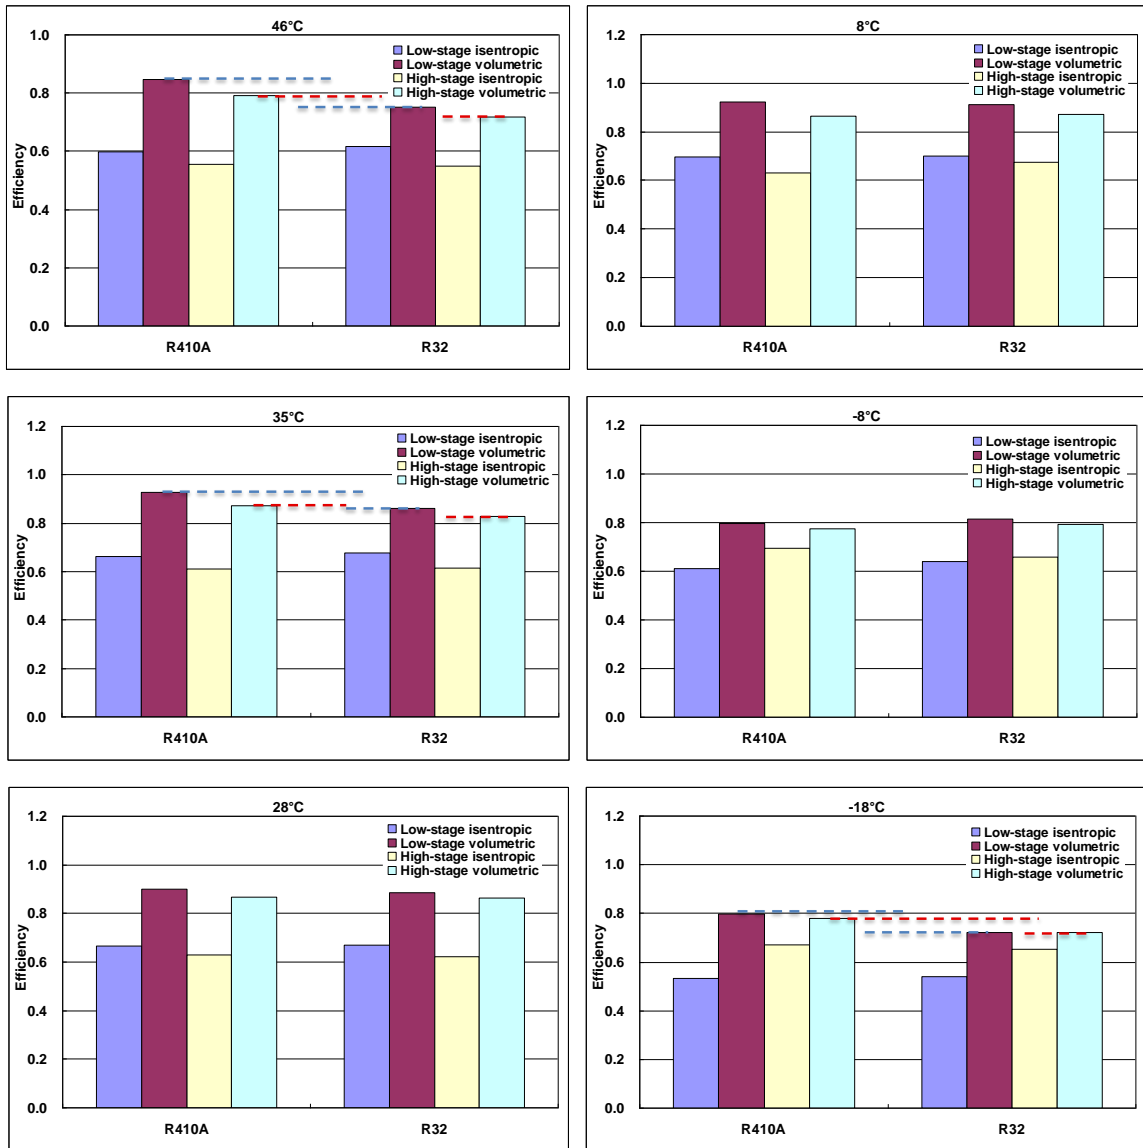 46°C
Low-stage isentropic
Low-stage volumetric
High-stage isentropic
High-stage volumetric
Efficiency
1.0
0.8
0.6
0.4
0.2
0.0
R410A R32
8°C
Low-stage isentropic
Low-stage volumetric
High-stage isentropic
High-stage volumetric
Efficiency
1.2
1.0
0.8
0.6
0.4
0.2
0.0
R410A R32
35°C
Low-stage isentropic
Low-stage volumetric
High-stage isentropic
High-stage volumetric
Efficiency
1.2
1.0
0.8
0.6
0.4
0.2
0.0
R410A R32
-8°C
Low-stage isentropic
Low-stage volumetric
High-stage isentropic
High-stage volumetric
Efficiency
1.2
1.0
0.8
0.6
0.4
0.2
0.0
R410A R32
28°C
Low-stage isentropic
Low-stage volumetric
High-stage isentropic
High-stage volumetric
Efficiency
1.2
1.0
0.8
0.6
0.4
0.2
0.0
R410A R32
-18°C
Low-stage isentropic
Low-stage volumetric
High-stage isentropic
High-stage volumetric
Efficiency
1.2
1.0
0.8
0.6
0.4
0.2
0.0
R410A R32